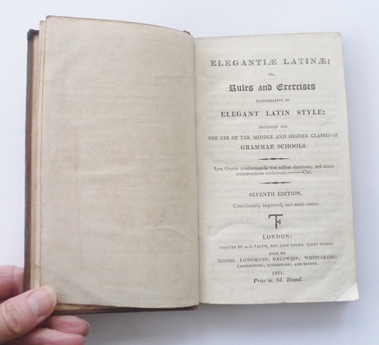 ELEGANTIÆ LATINÆ;
OR,
Rules and Exercises
ILLUSTRATIVE OF
ELEGANT LATIN STYLE;
INTENDED FOR
THE USE OF THE MIDDLE AND HIGHER CLASSES OF
GRAMMAR SCHOOLS.
SEVENTH EDITION,
Considerably improved, and made easier.
LONDON:
PRINTED BY A. J. VALPY, RED LION COURT, FLEET STREET
SOLD BY
MESSRS. LONGMANS; BALDWINS; WHITTAKERS;
1821.
Price 4s. 6d. Bound.